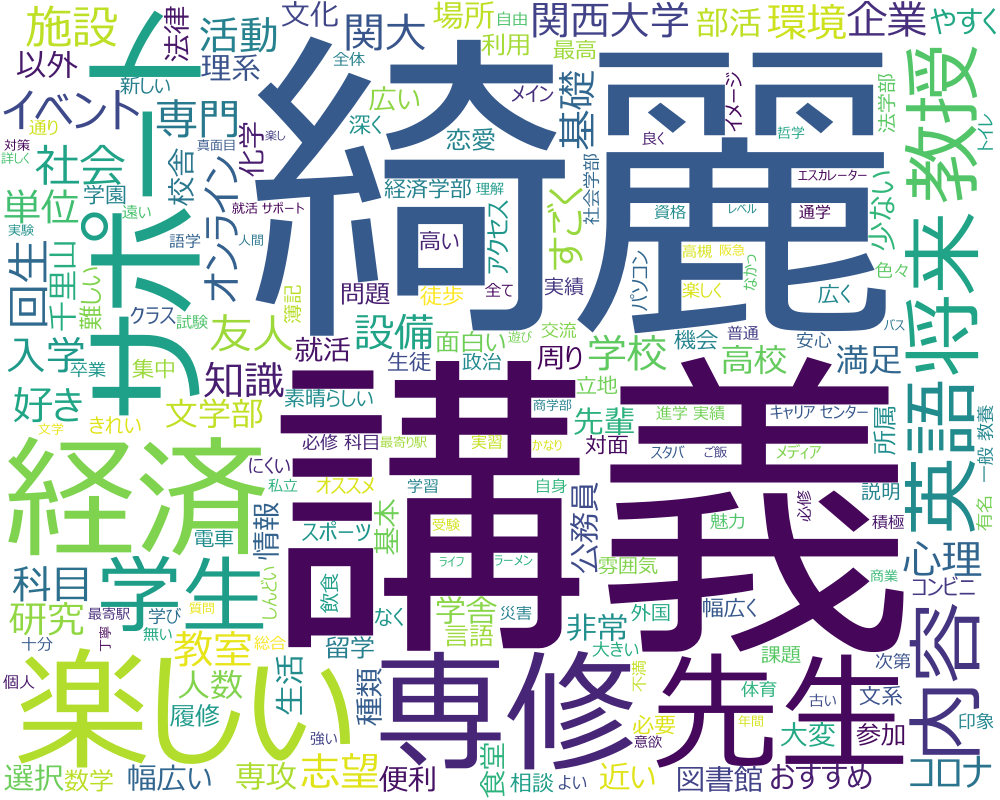 施設
法律
活動
文化
関大
場所
自由
利用
関西大学
最高
部活
環境
企業
やすく
以外
新しい
理系
全体
イベント
専門
サポート
綺麗
広い
深く
恋愛
メイン
基礎
イメージ
良く
哲学
法学部
教授
トイレ
通り
対策
詳しく
真面目
楽し
化学
社会
校舎
オンライン
学園
遠い
単位
実験
語学
就活 サポート
人間
経済学部
理解
アクセス
社会学部
すごく
資格
レベル
エスカレーター
通学
少ない
将来
回生
千里山
難しい
問題
高い
徒歩
全て
簿記
実績
パソコン
高槻
阪急
楽しく
なかっ
広く
色々
バス
クラス
試験
友人
設備
面白い
遊び
交流
周り
機会
普通
安心
入学
卒業
集中
就活
生徒
政治
学校
高校
満足
好き
きれい
文学部
知識
素晴らしい
立地
商学部
先輩
進学 実績
キャリア センター
所属
英語
一般 教養
有名
文学
必修 科目
最寄り駅
実習
かなり
対面
スタバ
ご飯
メディア
経済
講義
にくい
私立
オススメ
学習
自身
説明
情報
電車
スポーツ
基本
受験
公務員
魅力
必修
積極
心理
学生
しんどい
飲食
ライフ
ラーメン
雰囲気
商業
コンビニ
科目
最寄駅
学び
質問
研究
丁寧
無い
総合
教室
なく
学舎
言語
災害
非常
外国
幅広く
大きい
内容
十分
留学
課題
次第
個人
楽しい
人数
履修
生活
種類
専修
不満
先生
体育
古い
文系
印象
強い
必要
意欲
年間
大変
参加
選択
数学
幅広い
専攻
志望
便利
食堂
相談
よい
近い
図書館
おすすめ
コロナ